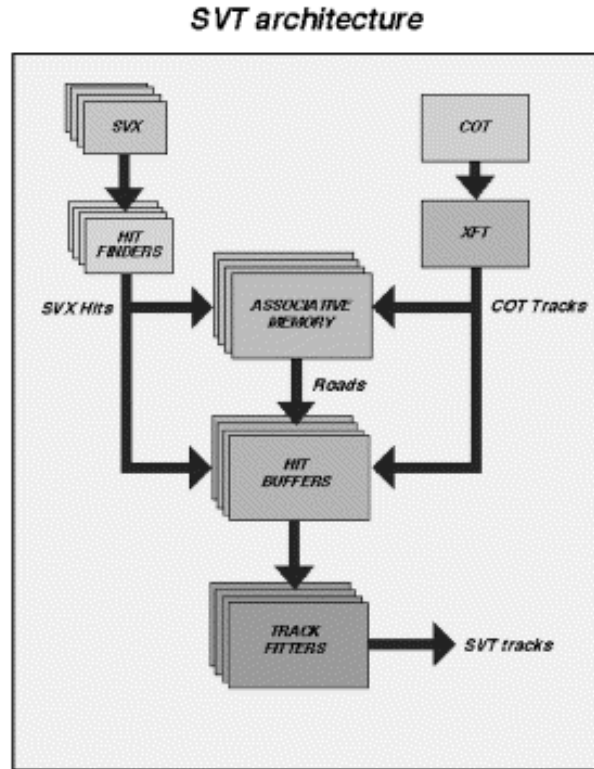 SVT architecture
SVX
COT
HIT
FINDERS
XFT
SVX Hits
ASSOCIATIVE
MEMORY
COT Tracks
Roads
HIT
BUFFERS
TRACK
FITTERS
SVT tracks